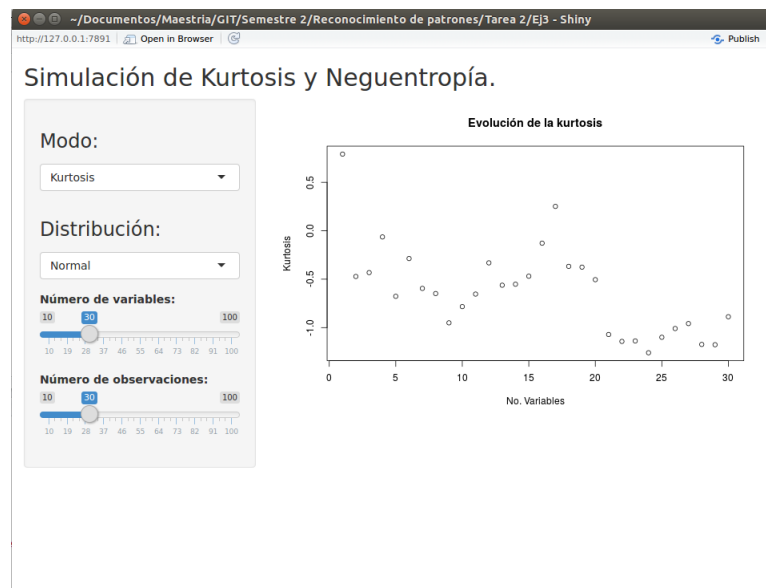 ~/Documentos/Maestria/GIT/Semestre 2/Reconocimiento de patrones/Tarea 2/Ej3 - Shiny
http://127.0.0.1:7891 Open in Browser Publish
Simulación de Kurtosis y Neguentropía.
Modo:
Kurtosis
Distribución:
Normal
Número de variables:
10 30 100
10 19 28 37 46 55 64 73 82 91 100
Número de observaciones:
10 30 100
10 19 28 37 46 55 64 73 82 91 100
Evolución de la kurtosis
Kurtosis
0.5
0.0
-0.5
-1.0
0 5 10 15 20 25 30
No. Variables